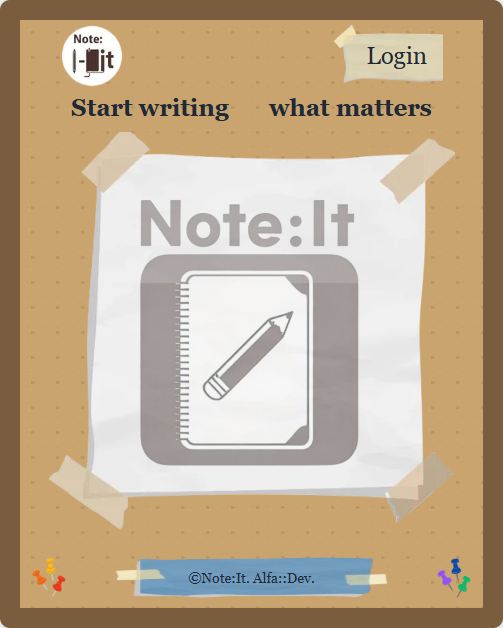 Note:
I-it
Login
Start writing what matters
Note:It
©Note:It. Alfa::Dev.